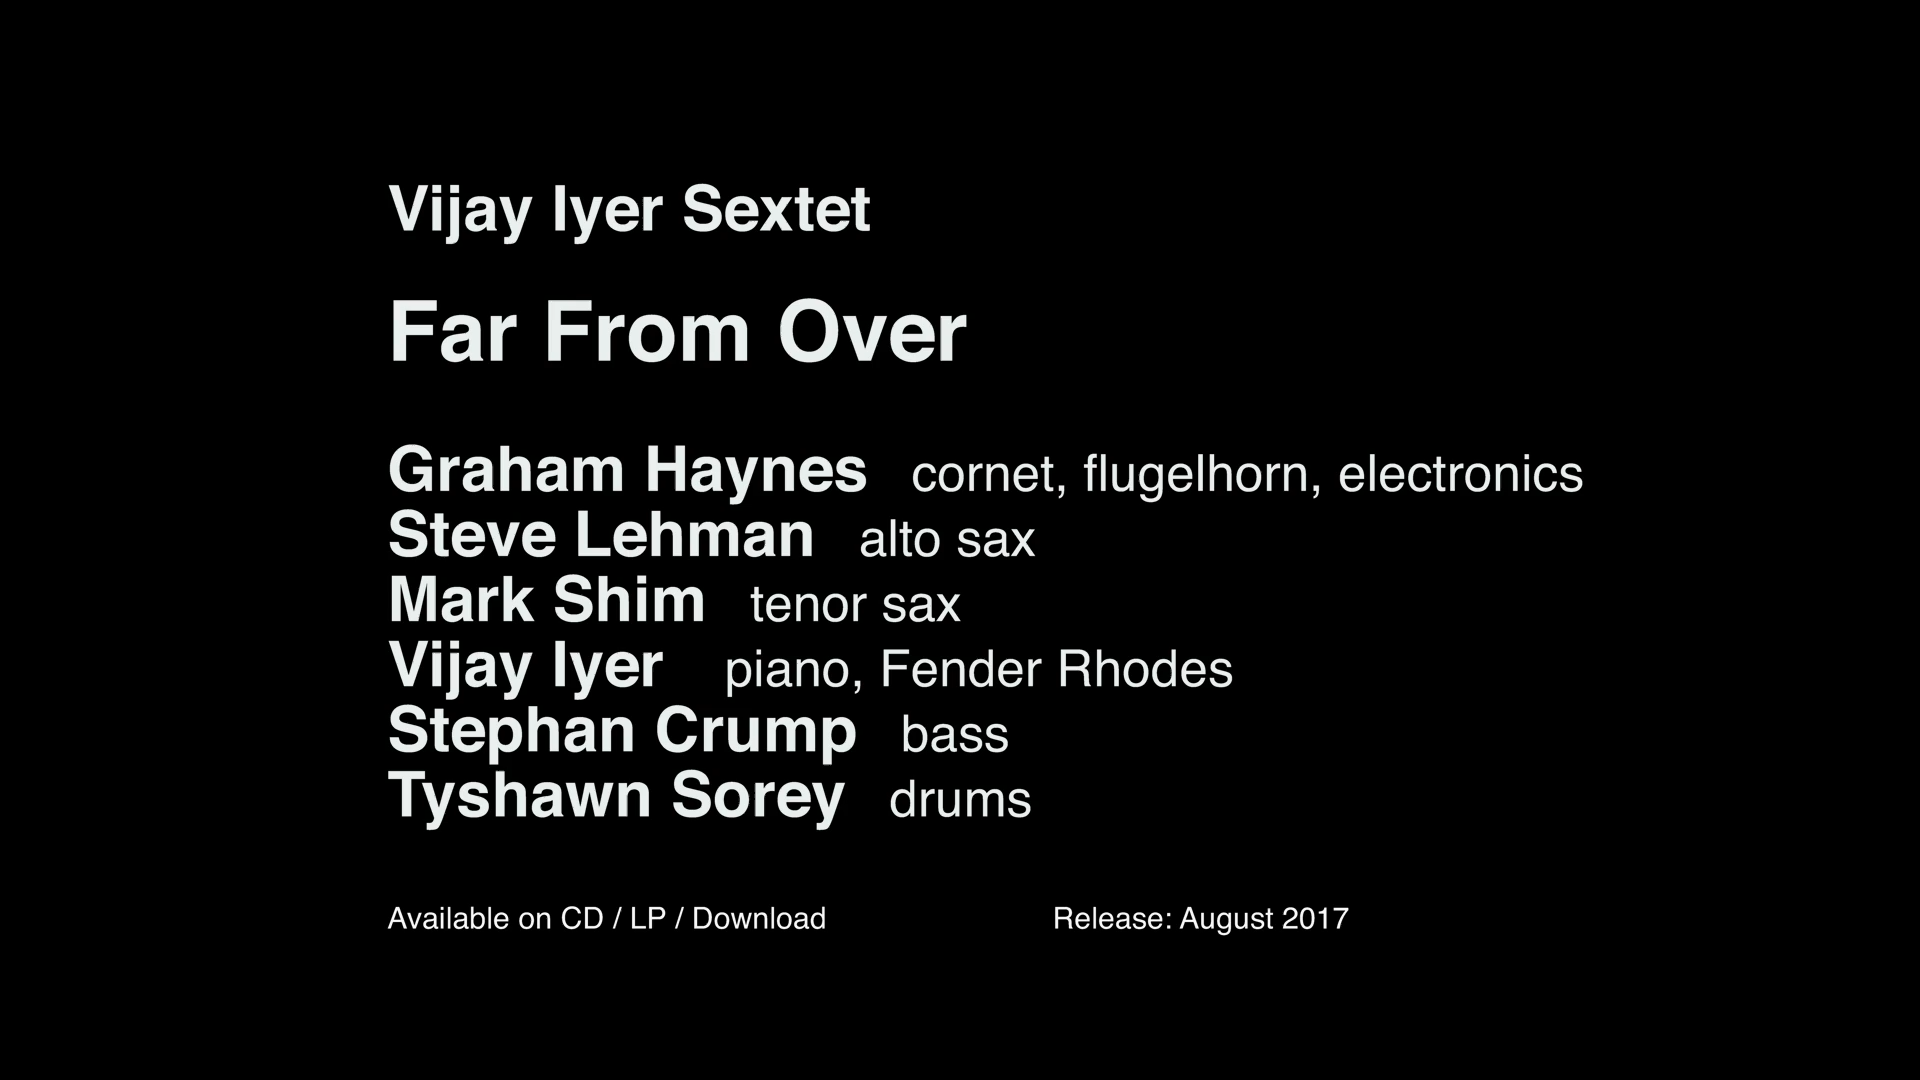 Vijay Iyer Sextet
Far From Over
Graham Haynes cornet, flugelhorn, electronics
Steve Lehman alto sax
Mark Shim tenor sax
Vijay Iyer piano, Fender Rhodes
Stephan Crump bass
Tyshawn Sorey drums
Available on CD / LP / Download Release: August 2017